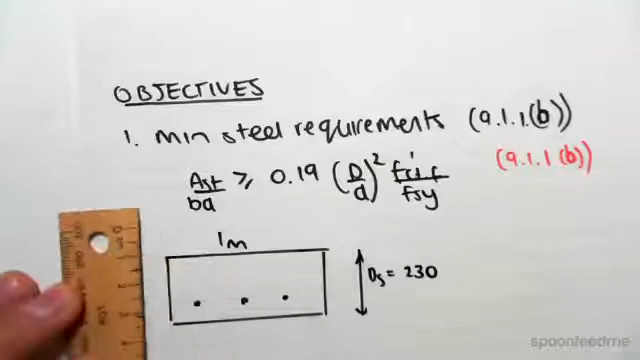 OBJECTIVES
1. Min steel requirements (9.1.1(b))
(9.1.1(b))
Ast/bd ≥ 0.19 (D/d)² f'ct.f/fsy
1m
Ds = 230
spoonfeedme